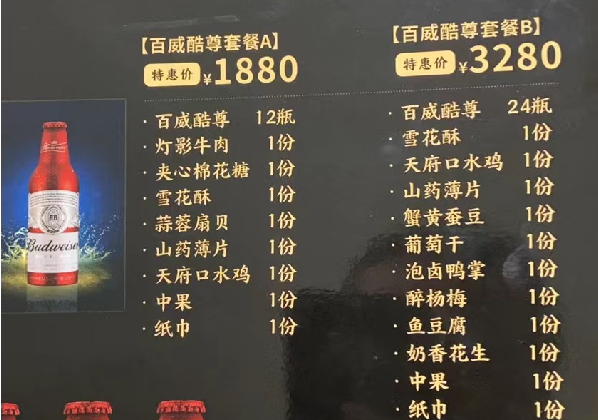 【百威酷尊套餐A】
特惠价 ¥1880
· 百威酷尊 12瓶
· 灯影牛肉 1份
· 夹心棉花糖 1份
· 雪花酥 1份
· 蒜蓉扇贝 1份
· 山药薄片 1份
· 天府口水鸡 1份
· 中果 1份
· 纸巾 1份
Budweiser
【百威酷尊套餐B】
特惠价 ¥3280
· 百威酷尊 24瓶
· 雪花酥 1份
· 天府口水鸡 1份
· 山药薄片 1份
· 蟹黄蚕豆 1份
· 葡萄干 1份
· 泡卤鸭掌 1份
· 醉杨梅 1份
· 鱼豆腐 1份
· 奶香花生 1份
· 中果 1份
· 纸巾 1份